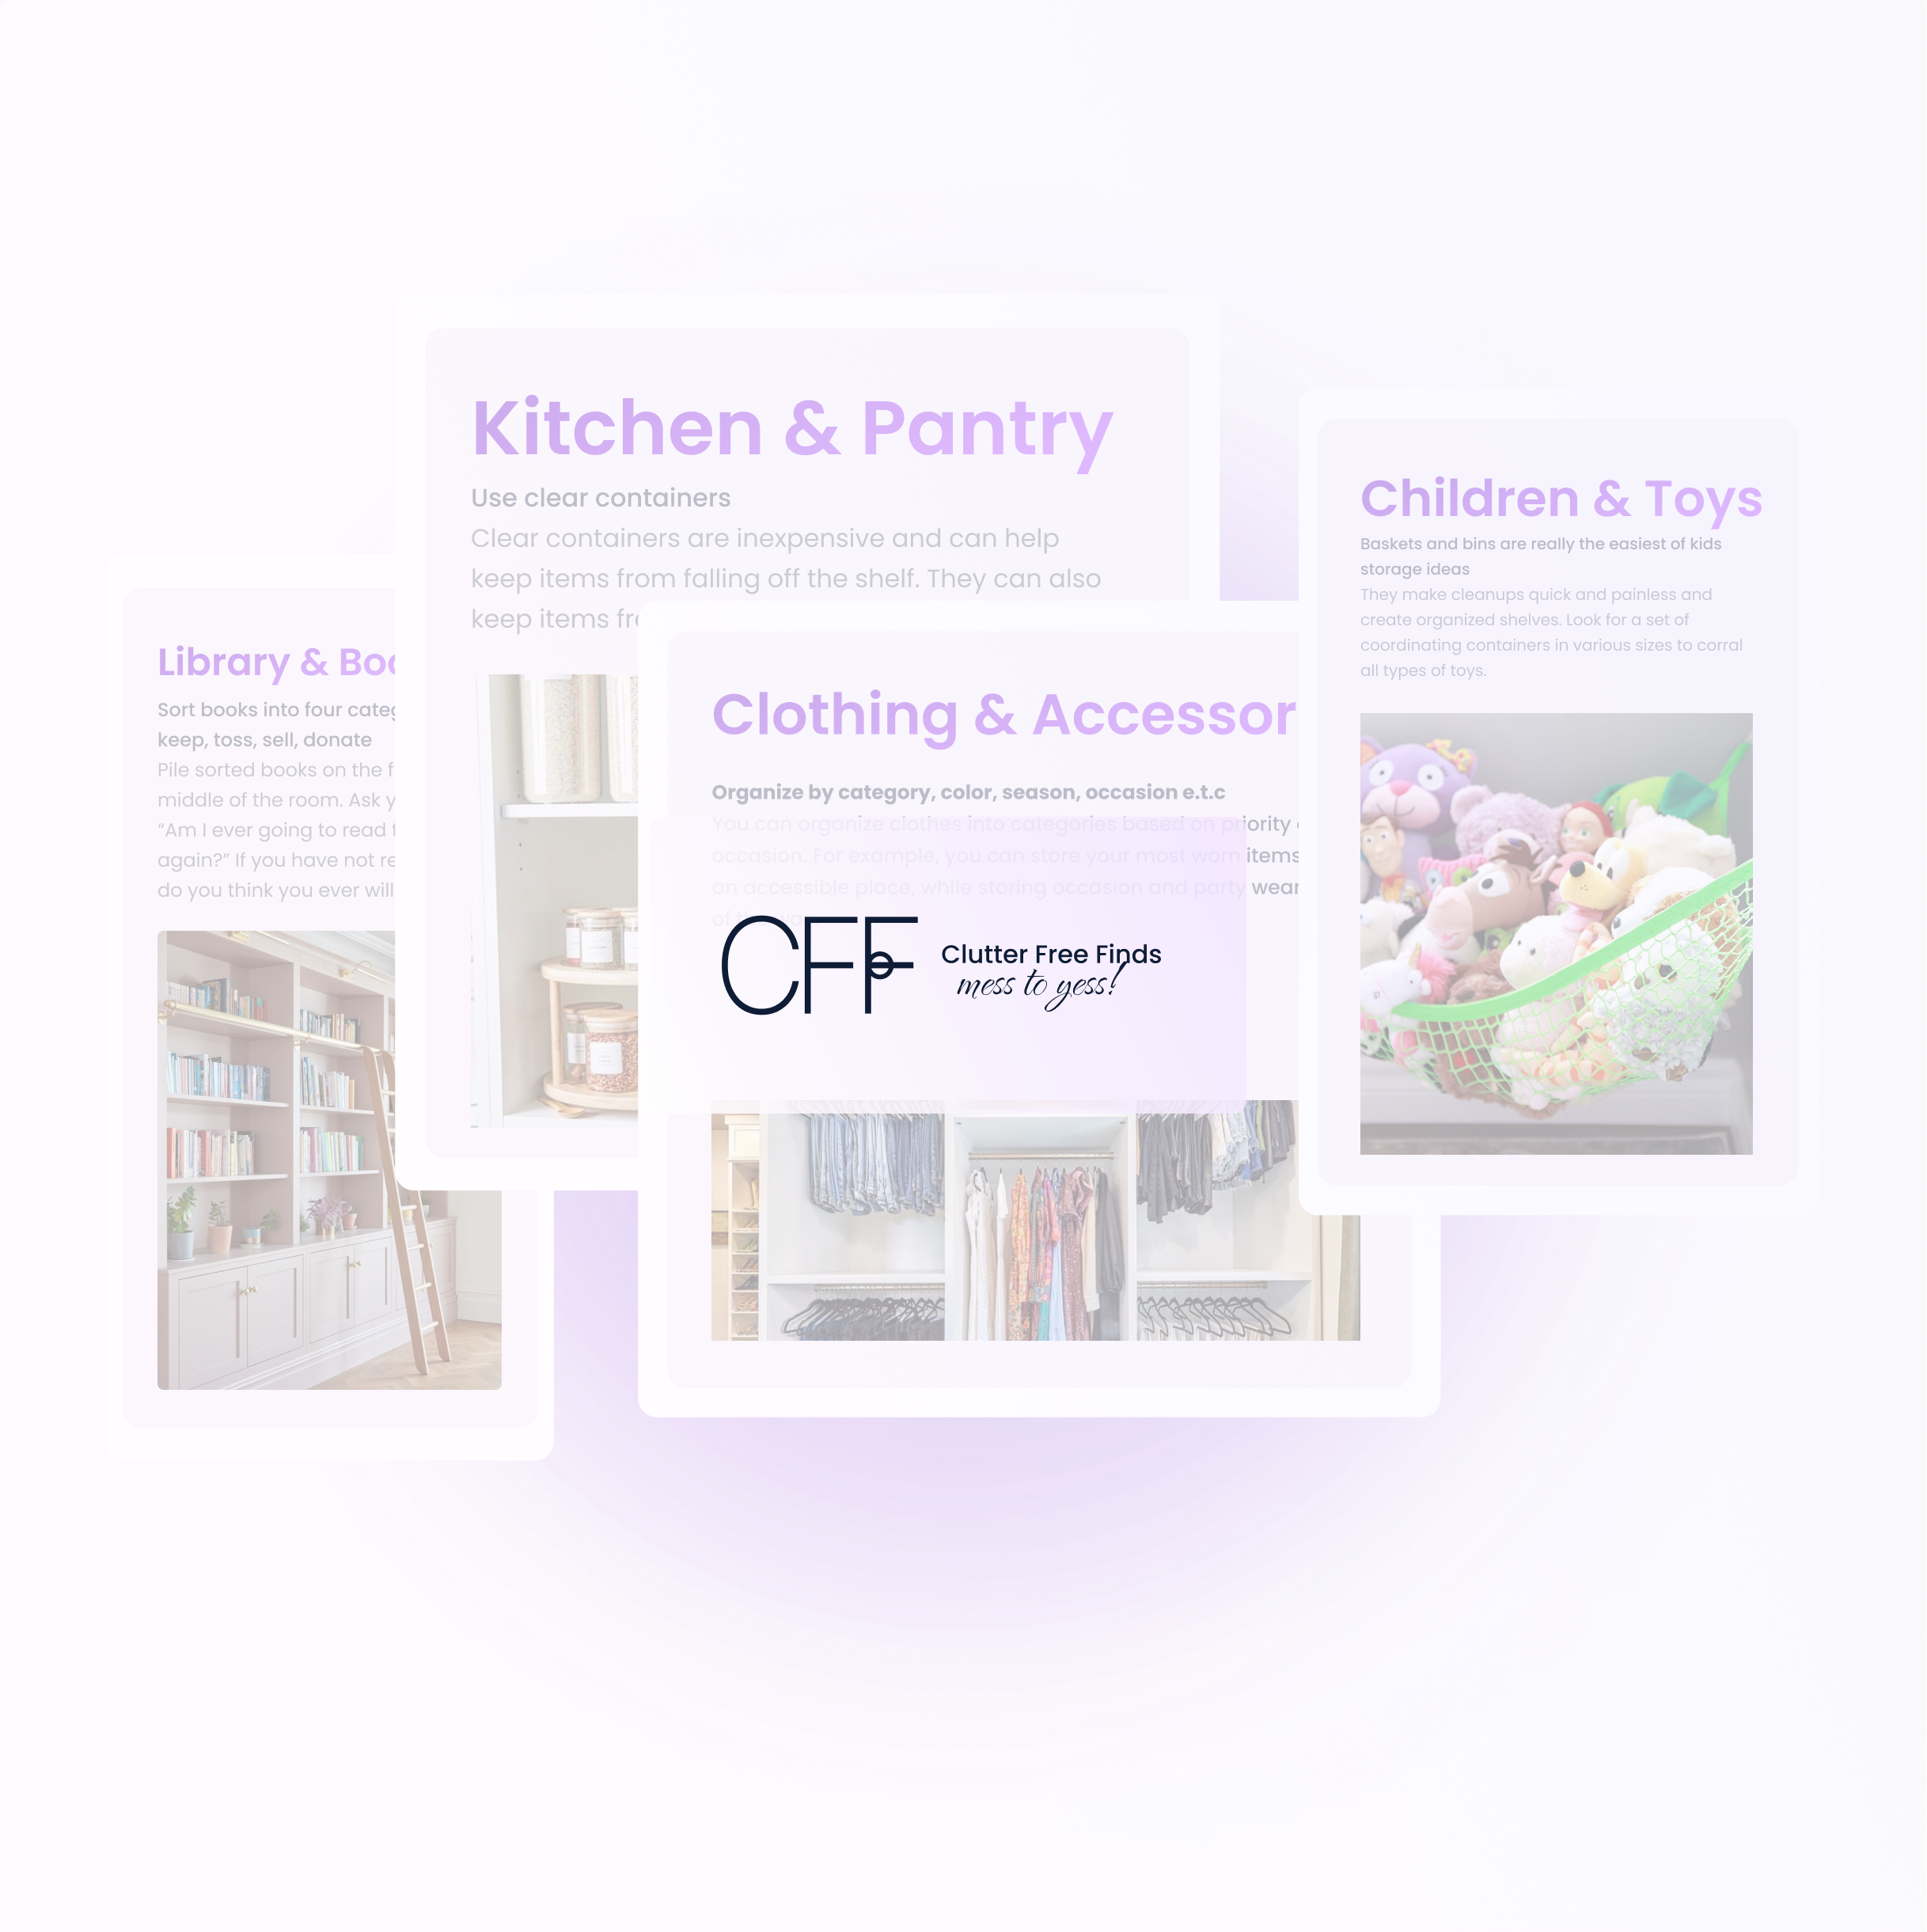 Kitchen & Pantry
Use clear containers
Clear containers are inexpensive and can help
keep items from falling off the shelf. They can also
keep items
Children & Toys
Baskets and bins are really the easiest of kids
storage ideas
They make cleanups quick and painless and
create organized shelves. Look for a set of
coordinating containers in various sizes to corral
all types of toys.
Library &
Sort books into four
keep, toss, sell, donate
Pile sorted books on the
middle of the room. Ask
“Am I ever going to read
again?” If you have not
do you think you ever will
Clothing & Accessor
Organize by category, color, season, occasion e.t.c
You can organize clothes into categories based on priority
occasion. For example, you can store your most worn items
an accessible place, while storing occasion and party wear
of
CFF
Clutter Free Finds
mess to yess!